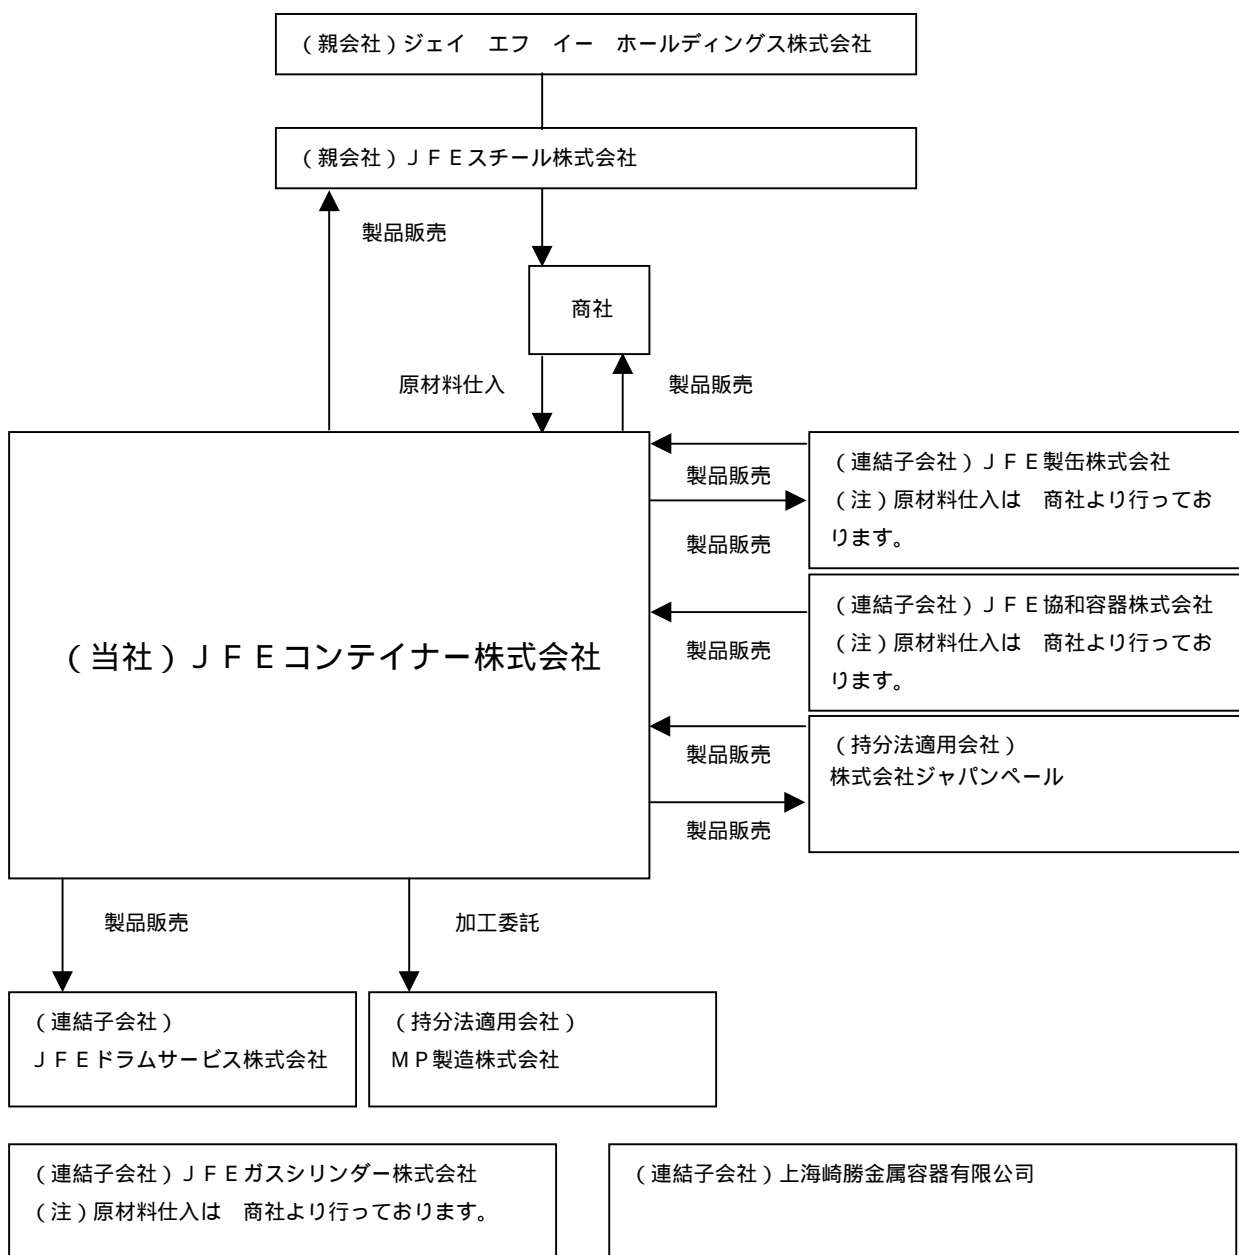 (親会社)ジェイ　エフ　イー　ホールディングス株式会社
(親会社)JFEスチール株式会社
製品販売
商社
原材料仕入
製品販売
(当社)JFEコンテイナー株式会社
製品販売
製品販売
(連結子会社)JFE製缶株式会社
(注)原材料仕入は　商社より行ってお
ります。
製品販売
(連結子会社)JFE協和容器株式会社
(注)原材料仕入は　商社より行ってお
ります。
製品販売
製品販売
(持分法適用会社)
株式会社ジャパンペール
製品販売
加工委託
(連結子会社)
JFEドラムサービス株式会社
(持分法適用会社)
MP製造株式会社
(連結子会社)JFEガスシリンダー株式会社
(注)原材料仕入は　商社より行っております。
(連結子会社)上海崎勝金属容器有限公司